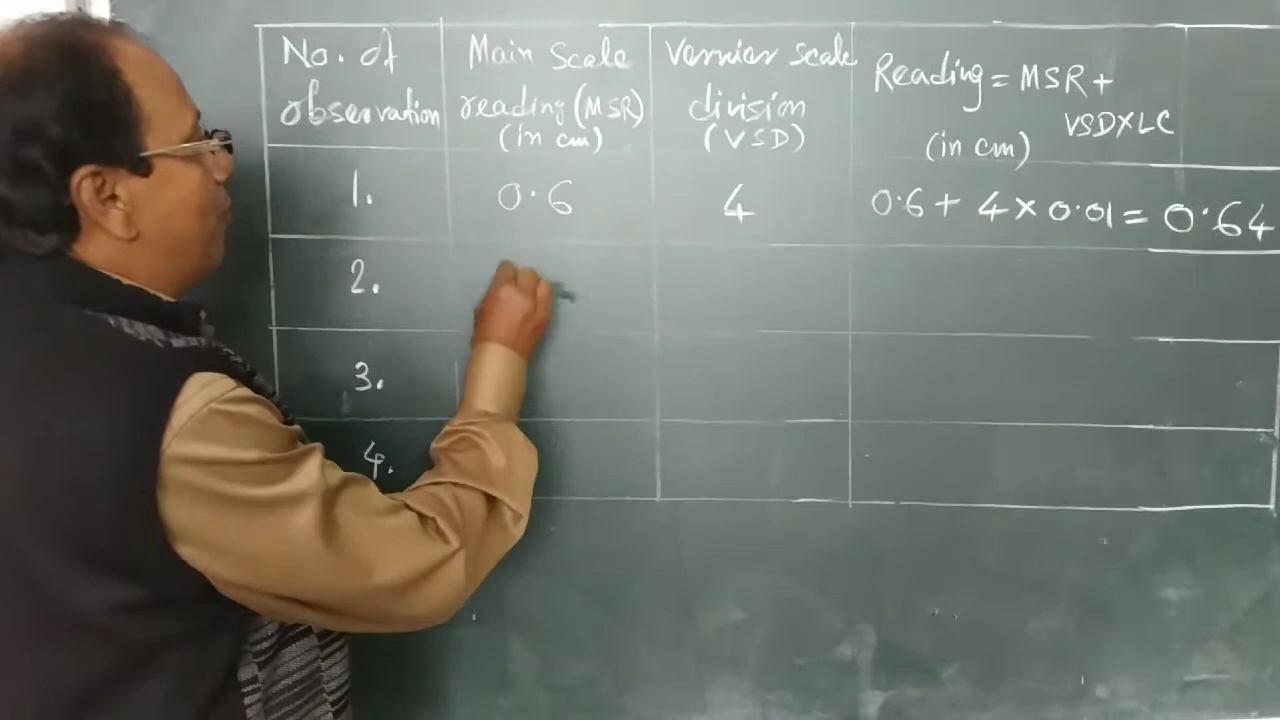 No. of
observation
Main Scale
reading (MSR)
(in cm)
Vernier scale
division
(VSD)
Reading = MSR +
VSD×LC
(in cm)
1.
0.6
4
0.6 + 4 × 0.01 = 0.64
2.
3.
4.